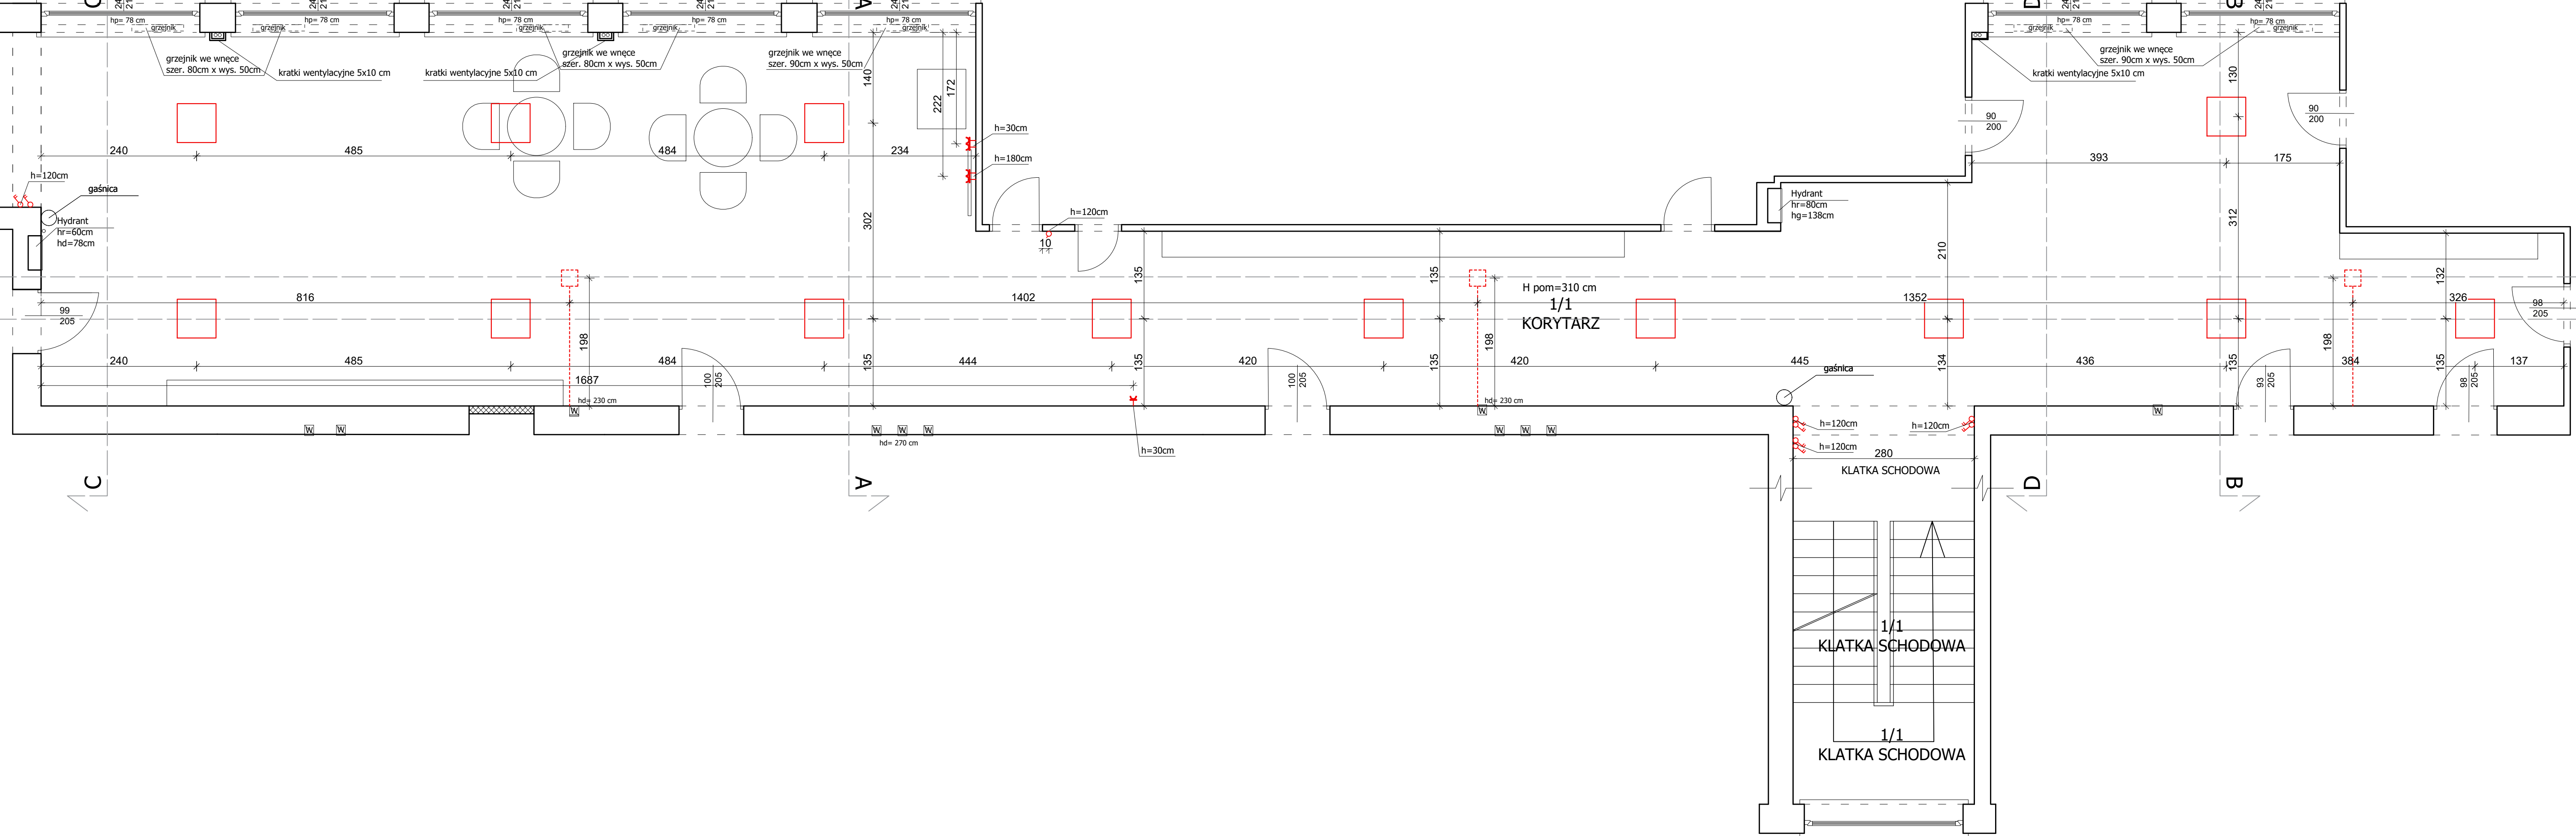 hp= 78 cm
hp= 78 cm
hp= 78 cm
hp= 78 cm
hp= 78 cm
hp= 78 cm
hp= 78 cm
grzejnik
grzejnik
grzejnik
grzejnik
grzejnik
grzejnik
grzejnik
grzejnik we wnęce
szer. 80cm x wys. 50cm
kratki wentylacyjne 5x10 cm
kratki wentylacyjne 5x10 cm
grzejnik we wnęce
szer. 80cm x wys. 50cm
grzejnik we wnęce
szer. 90cm x wys. 50cm
grzejnik we wnęce
szer. 90cm x wys. 50cm
kratki wentylacyjne 5x10 cm
140
172
222
130
90
200
90
200
h=30cm
h=180cm
240
485
484
234
393
175
h=120cm
gaśnica
Hydrant
hr=60cm
hd=78cm
Hydrant
hr=80cm
hg=138cm
302
h=120cm
10
210
312
135
135
132
816
1402
H pom=310 cm
1/1
KORYTARZ
1352
326
99
205
98
205
198
198
198
240
485
484
444
420
420
445
436
384
137
135
135
135
134
135
135
1687
100
205
100
205
93
205
98
205
gaśnica
hd= 230 cm
hd= 230 cm
W
W
W
W
W
W
W
W
W
W
W
hd= 270 cm
h=30cm
h=120cm
h=120cm
h=120cm
280
KLATKA SCHODOWA
C
A
D
B
1/1
KLATKA SCHODOWA
1/1
KLATKA SCHODOWA